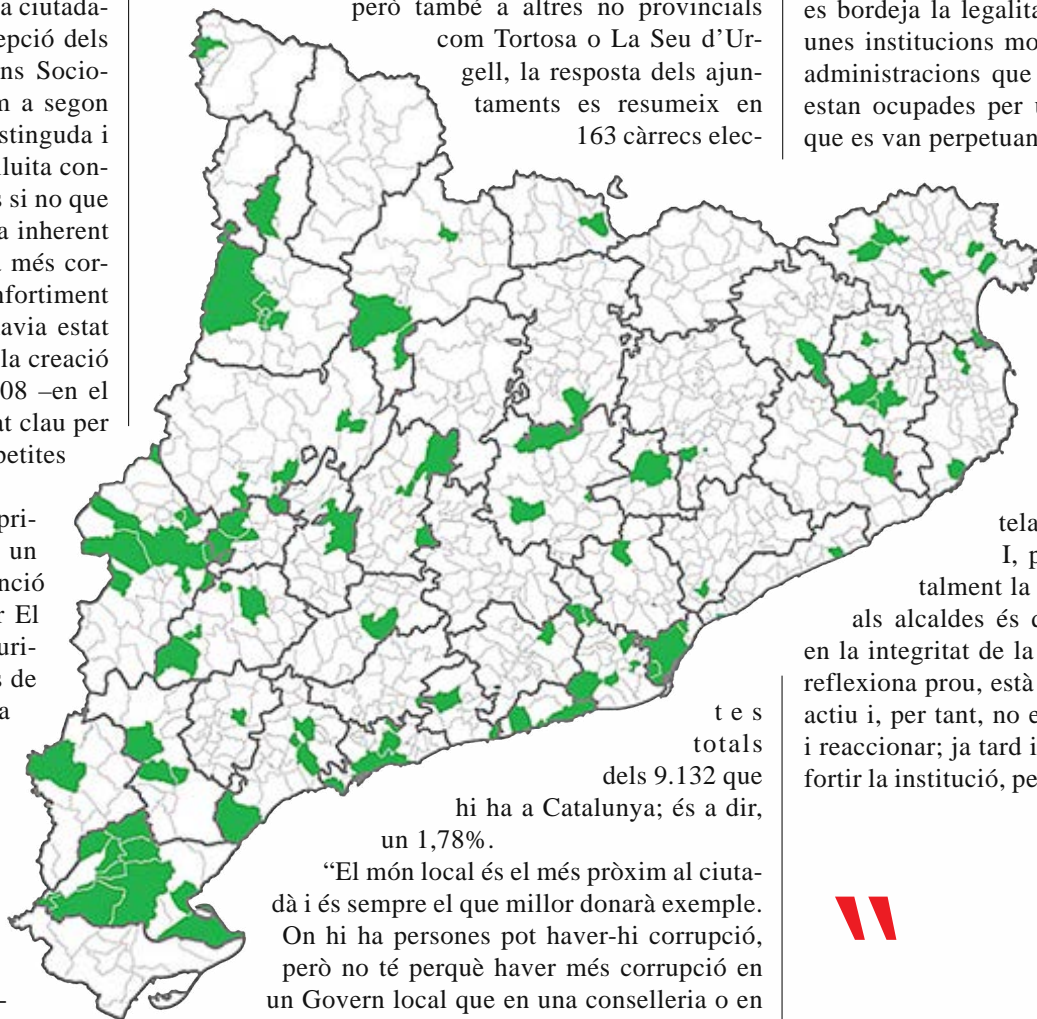 a ciutada-
epció dels
ns Socio-
m a segon
stinguda i
lluita con-
s si no que
a inherent
a més cor-
nfortiment
avia estat
la creació
08 –en el
at clau per
petites
pri-
un
nció
r El
uri-
s de
a
-
però també a altres no provincials
com Tortosa o La Seu d’Ur-
gell, la resposta dels ajun-
taments es resumeix en
163 càrrecs elec-
t e s
totals
dels 9.132 que
hi ha a Catalunya; és a dir,
un 1,78%.
“El món local és el més pròxim al ciuta-
dà i és sempre el que millor donarà exemple.
On hi ha persones pot haver-hi corrupció,
però no té perquè haver més corrupció en
un Govern local que en una conselleria o en
es bordeja la legalita
unes institucions mo
administracions que
estan ocupades per u
que es van perpetuan
tela
I, p
talment la
als alcaldes és c
en la integritat de la
reflexiona prou, està
actiu i, per tant, no e
i reaccionar; ja tard i
fortir la institució, pe